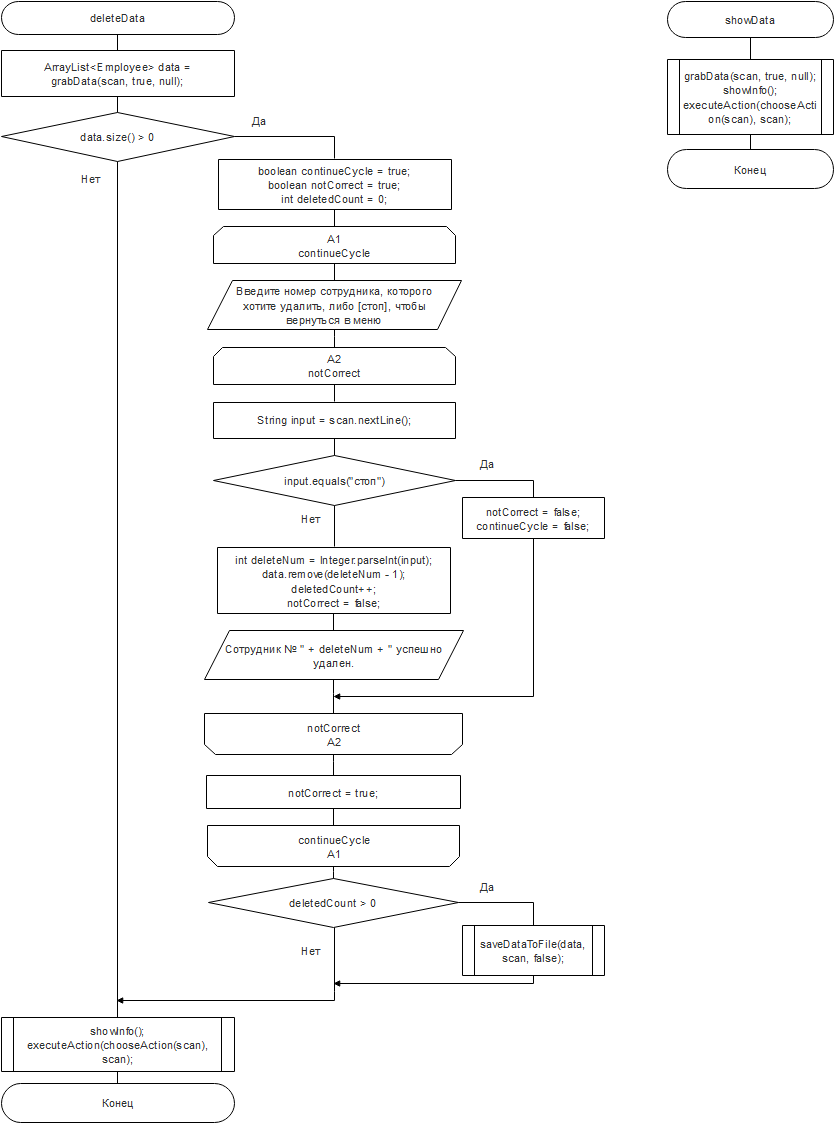 deleteData
ArrayList<Employee> data =
grabData(scan, true, null);
data.size() > 0
Да
Нет
boolean continueCycle = true;
boolean notCorrect = true;
int deletedCount = 0;
A1
continueCycle
Введите номер сотрудника, которого
хотите удалить, либо [стоп], чтобы
вернуться в меню
A2
notCorrect
String input = scan.nextLine();
input.equals("стоп")
Да
Нет
notCorrect = false;
continueCycle = false;
int deleteNum = Integer.parseInt(input);
data.remove(deleteNum - 1);
deletedCount++;
notCorrect = false;
Сотрудник № " + deleteNum + " успешно
удален.
notCorrect
A2
notCorrect = true;
continueCycle
A1
deletedCount > 0
Да
Нет
saveDataToFile(data,
scan, false);
showInfo();
executeAction(chooseAction(scan),
scan);
Конец
showData
grabData(scan, true, null);
showInfo();
executeAction(chooseActi
on(scan), scan);
Конец